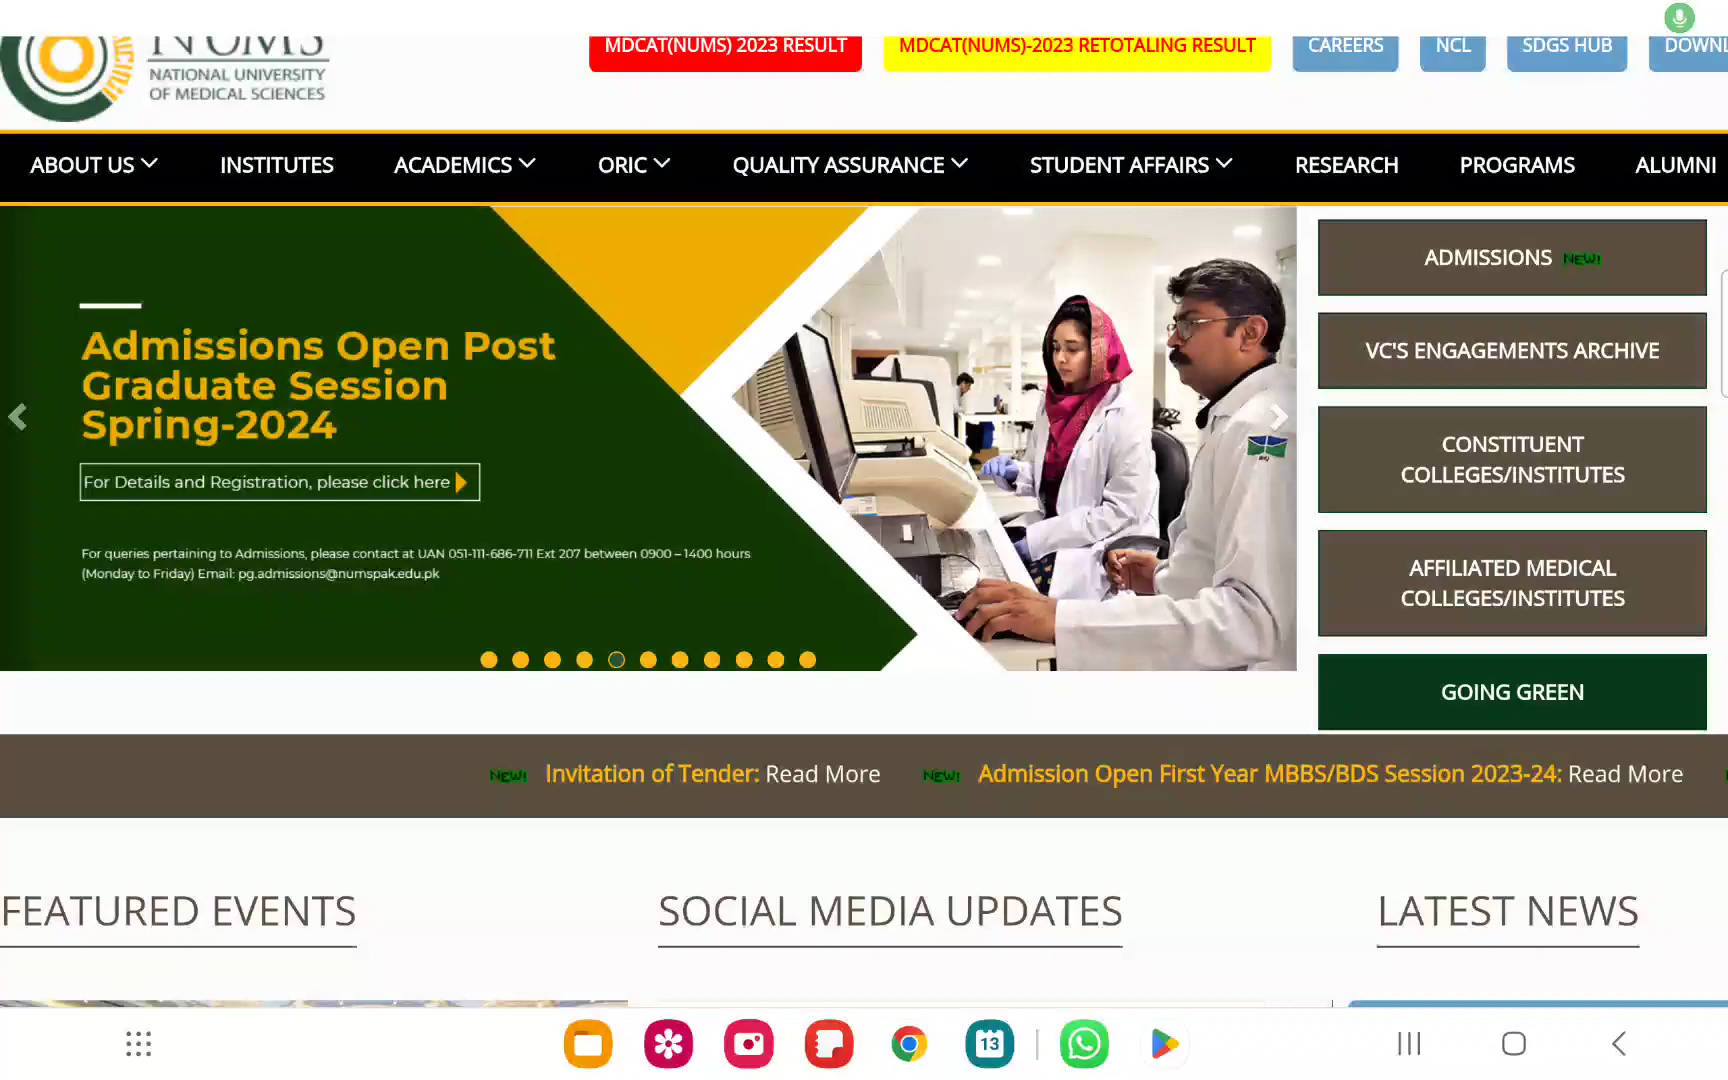 NUMS
NATIONAL UNIVERSITY
OF MEDICAL SCIENCES
MDCAT(NUMS) 2023 RESULT
MDCAT(NUMS)-2023 RETOTALING RESULT
CAREERS
NCL
SDGS HUB
DOWNL
ABOUT US
INSTITUTES
ACADEMICS
ORIC
QUALITY ASSURANCE
STUDENT AFFAIRS
RESEARCH
PROGRAMS
ALUMNI
Admissions Open Post
Graduate Session
Spring-2024
For Details and Registration, please click here
For queries pertaining to Admissions, please contact at UAN 051-111-686-711 Ext 207 between 0900 – 1400 hours
(Monday to Friday) Email: pg.admissions@numspak.edu.pk
ADMISSIONS NEW!
VC'S ENGAGEMENTS ARCHIVE
CONSTITUENT
COLLEGES/INSTITUTES
AFFILIATED MEDICAL
COLLEGES/INSTITUTES
GOING GREEN
NEW! Invitation of Tender: Read More NEW! Admission Open First Year MBBS/BDS Session 2023-24: Read More
FEATURED EVENTS
SOCIAL MEDIA UPDATES
LATEST NEWS
13